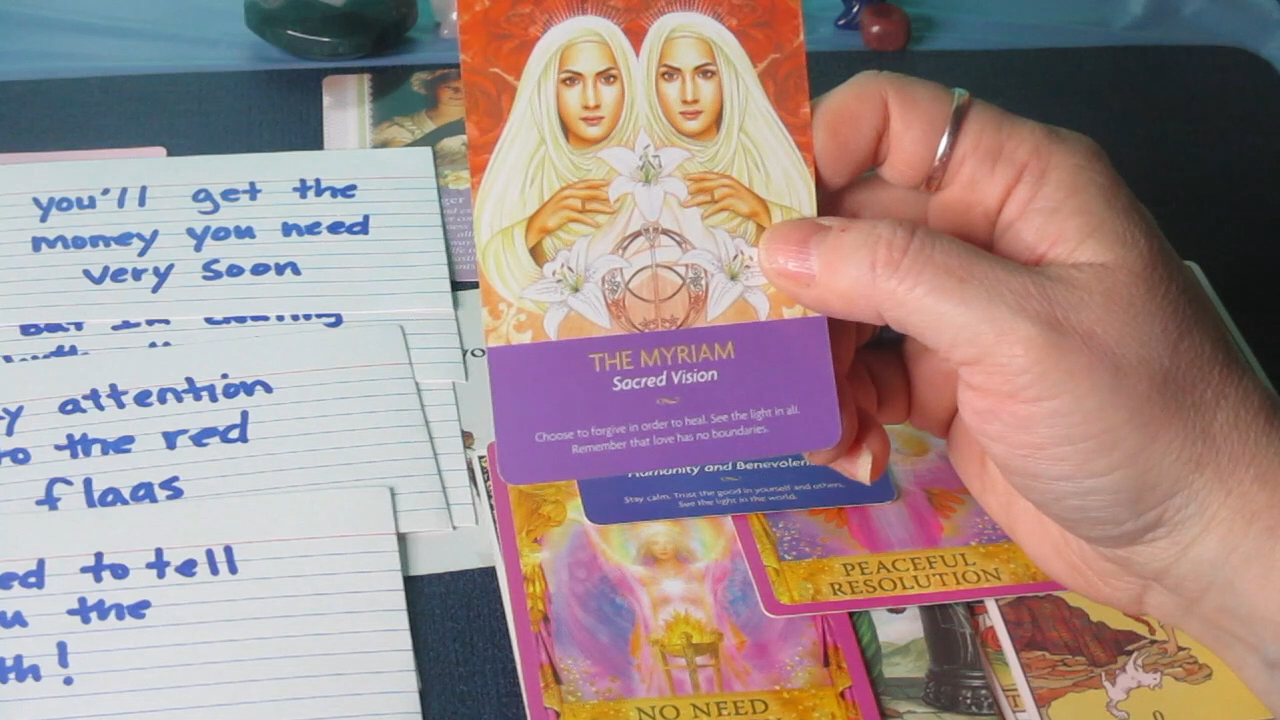 you'll get the
money you need
very soon
But I'm
y attention
to the red
flags
ed to tell
u the
th!
THE MYRIAM
Sacred Vision
Choose to forgive in order to heal. See the light in all.
Remember that love has no boundaries.
Humanity and Benevolen
Stay calm. Trust the good in yourself and others.
See the light in the world.
PEACEFUL
RESOLUTION
NO NEED